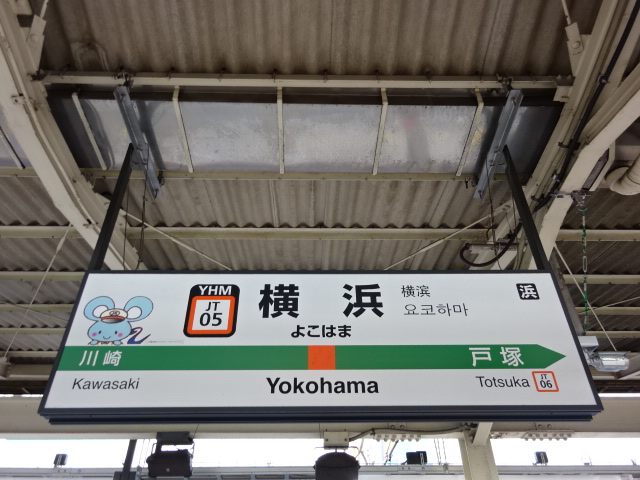 YHM
JT
05
横浜
横滨
요코하마
浜
よこはま
川崎
戸塚
Kawasaki
Yokohama
Totsuka
JT
06